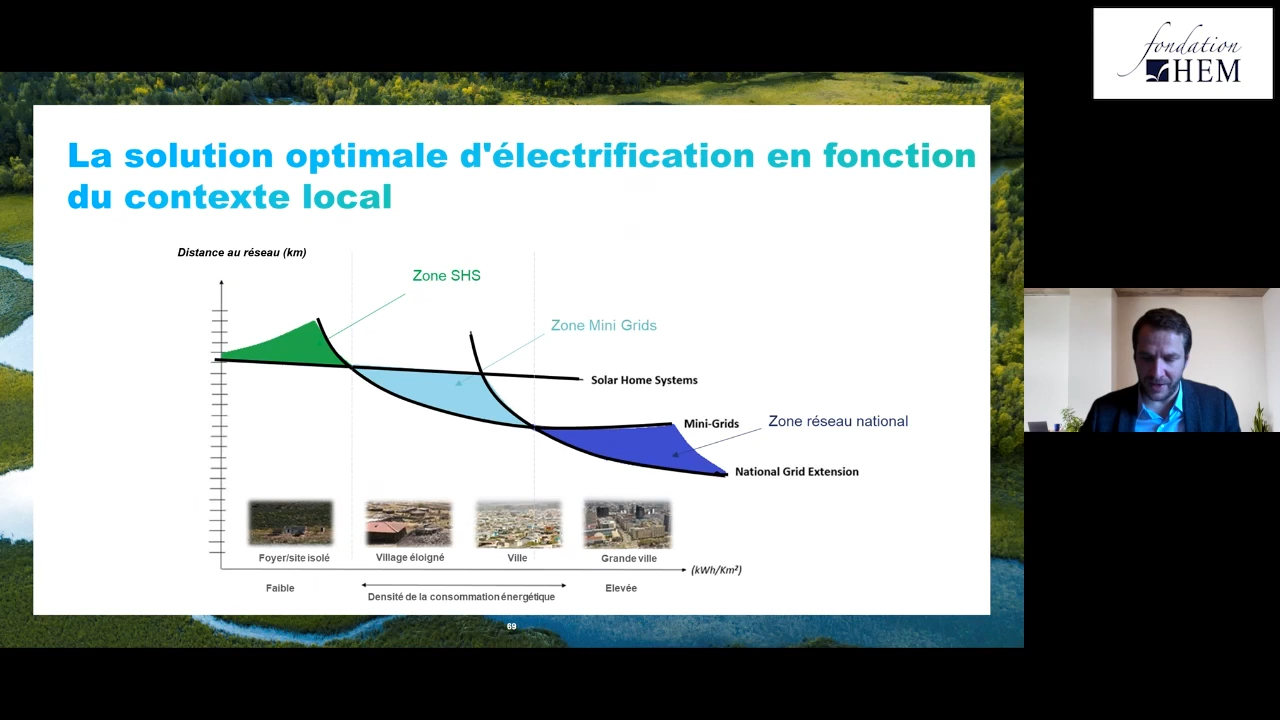 fondation
HEM
La solution optimale d'électrification en fonction
du contexte local
Distance au réseau (km)
Zone SHS
Zone Mini Grids
Solar Home Systems
Mini-Grids
Zone réseau national
National Grid Extension
Foyer/site isolé
Village éloigné
Ville
Grande ville
(kWh/Km²)
Faible
Densité de la consommation énergétique
Elevée
69